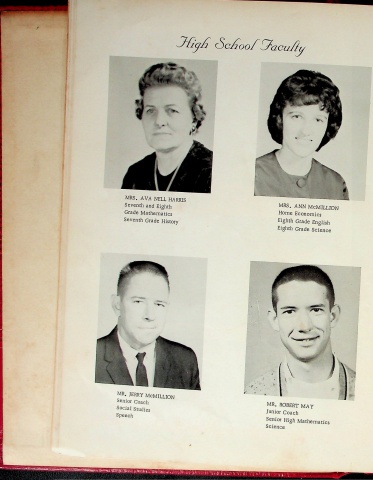 High School Faculty
MRS. AVA NELL HARRIS
Seventh and Eighth
Grade Mathematics
Seventh Grade History
MRS. ANN McMILLION
Home Economics
Eighth Grade English
Eighth Grade Science
MR. JERRY McMILLION
Senior Coach
Social Studies
Speech
MR. ROBERT MAY
Junior Coach
Senior High Mathematics
Science